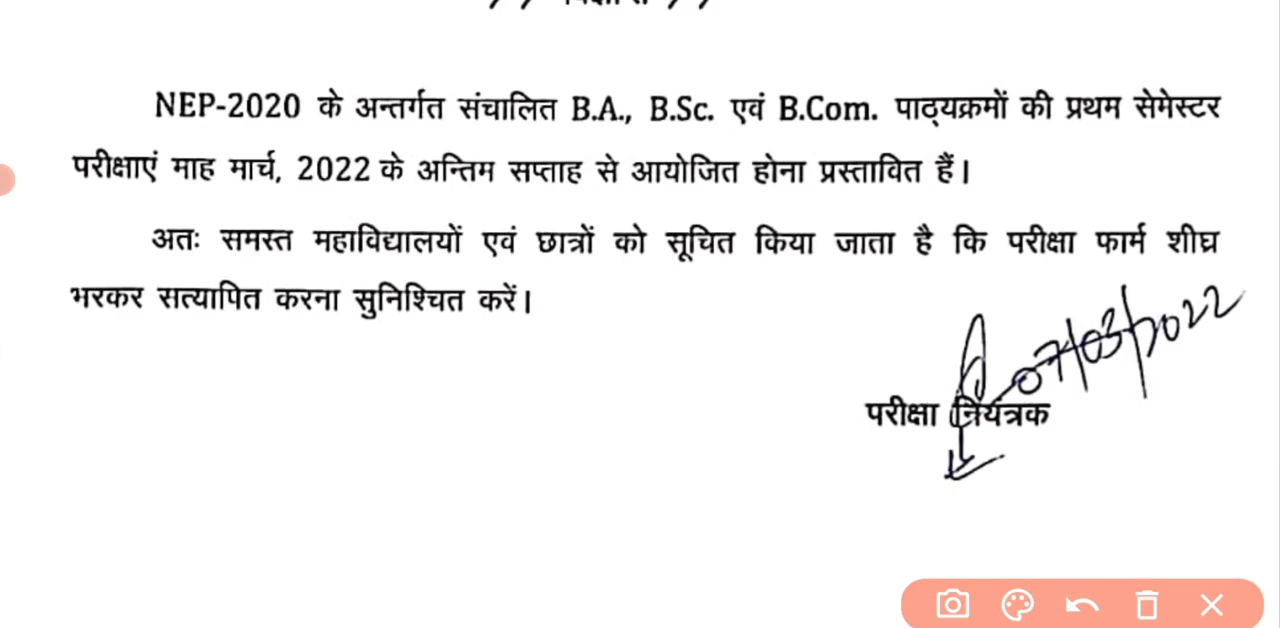 NEP-2020 के अन्तर्गत संचालित B.A., B.Sc. एवं B.Com. पाठ्यक्रमों की प्रथम सेमेस्टर
परीक्षाएं माह मार्च, 2022 के अन्तिम सप्ताह से आयोजित होना प्रस्तावित हैं।
अतः समस्त महाविद्यालयों एवं छात्रों को सूचित किया जाता है कि परीक्षा फार्म शीघ्र
भरकर सत्यापित करना सुनिश्चित करें।
07/03/2022
परीक्षा नियंत्रक